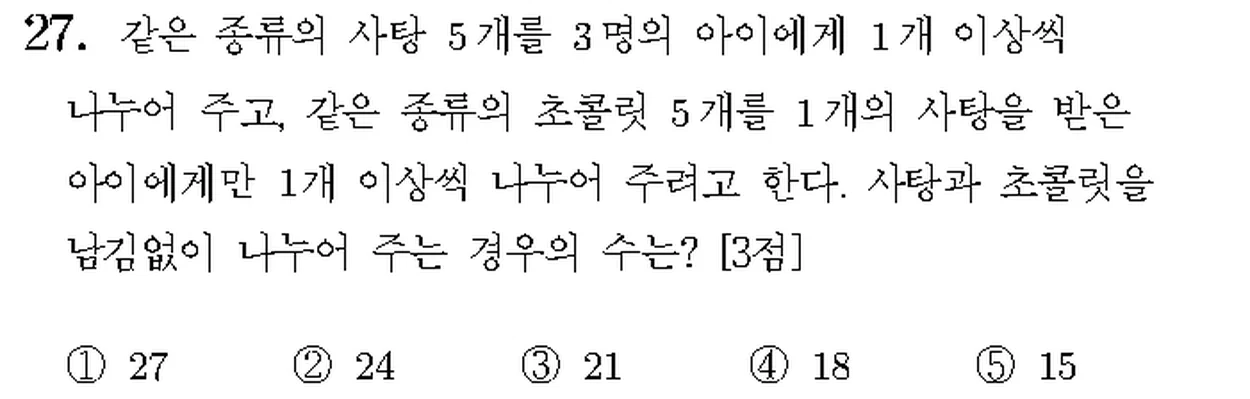 27. 같은 종류의 사탕 5개를 3명의 아이에게 1개 이상씩
나누어 주고, 같은 종류의 초콜릿 5개를 1개의 사탕을 받은
아이에게만 1개 이상씩 나누어 주려고 한다. 사탕과 초콜릿을
남김없이 나누어 주는 경우의 수는? [3점]
① 27 ② 24 ③ 21 ④ 18 ⑤ 15